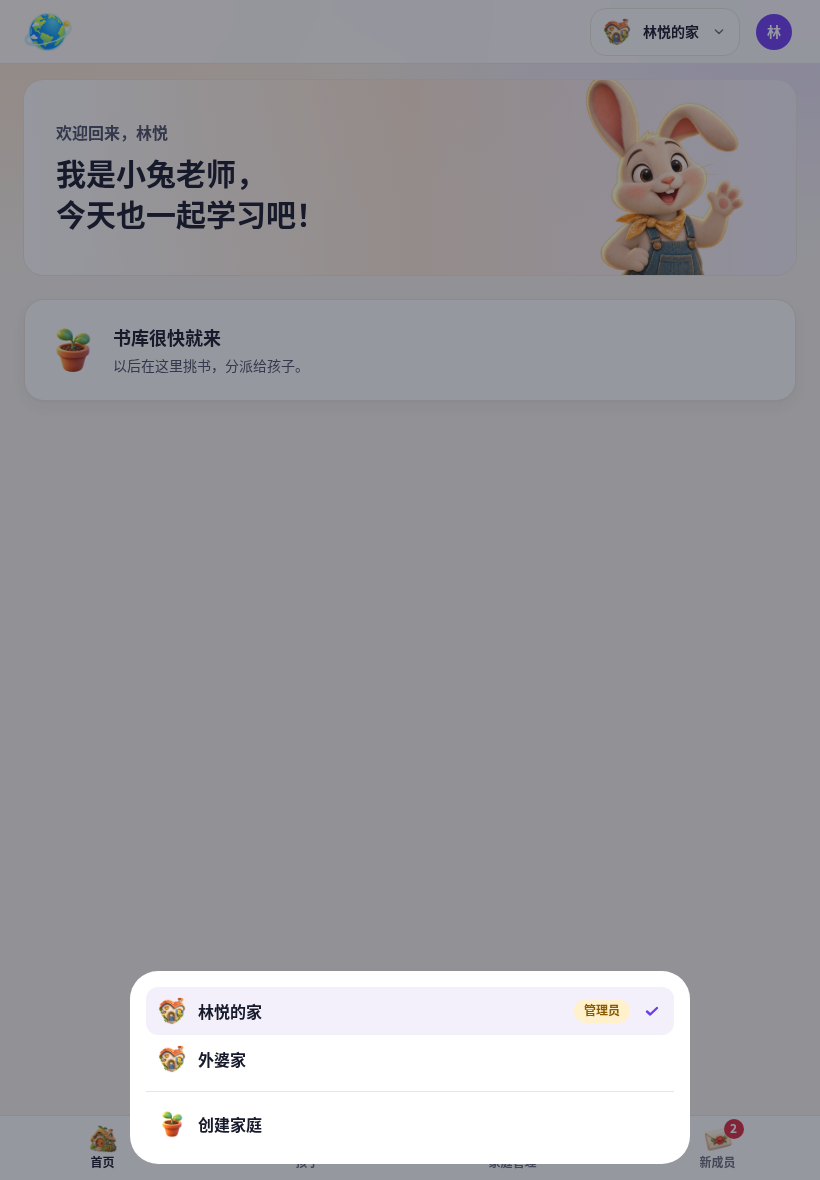 林悦的家
林
欢迎回来，林悦
我是小兔老师，
今天也一起学习吧！
书库很快就来
以后在这里挑书，分派给孩子。
林悦的家
管理员
外婆家
创建家庭
首页
2
新成员